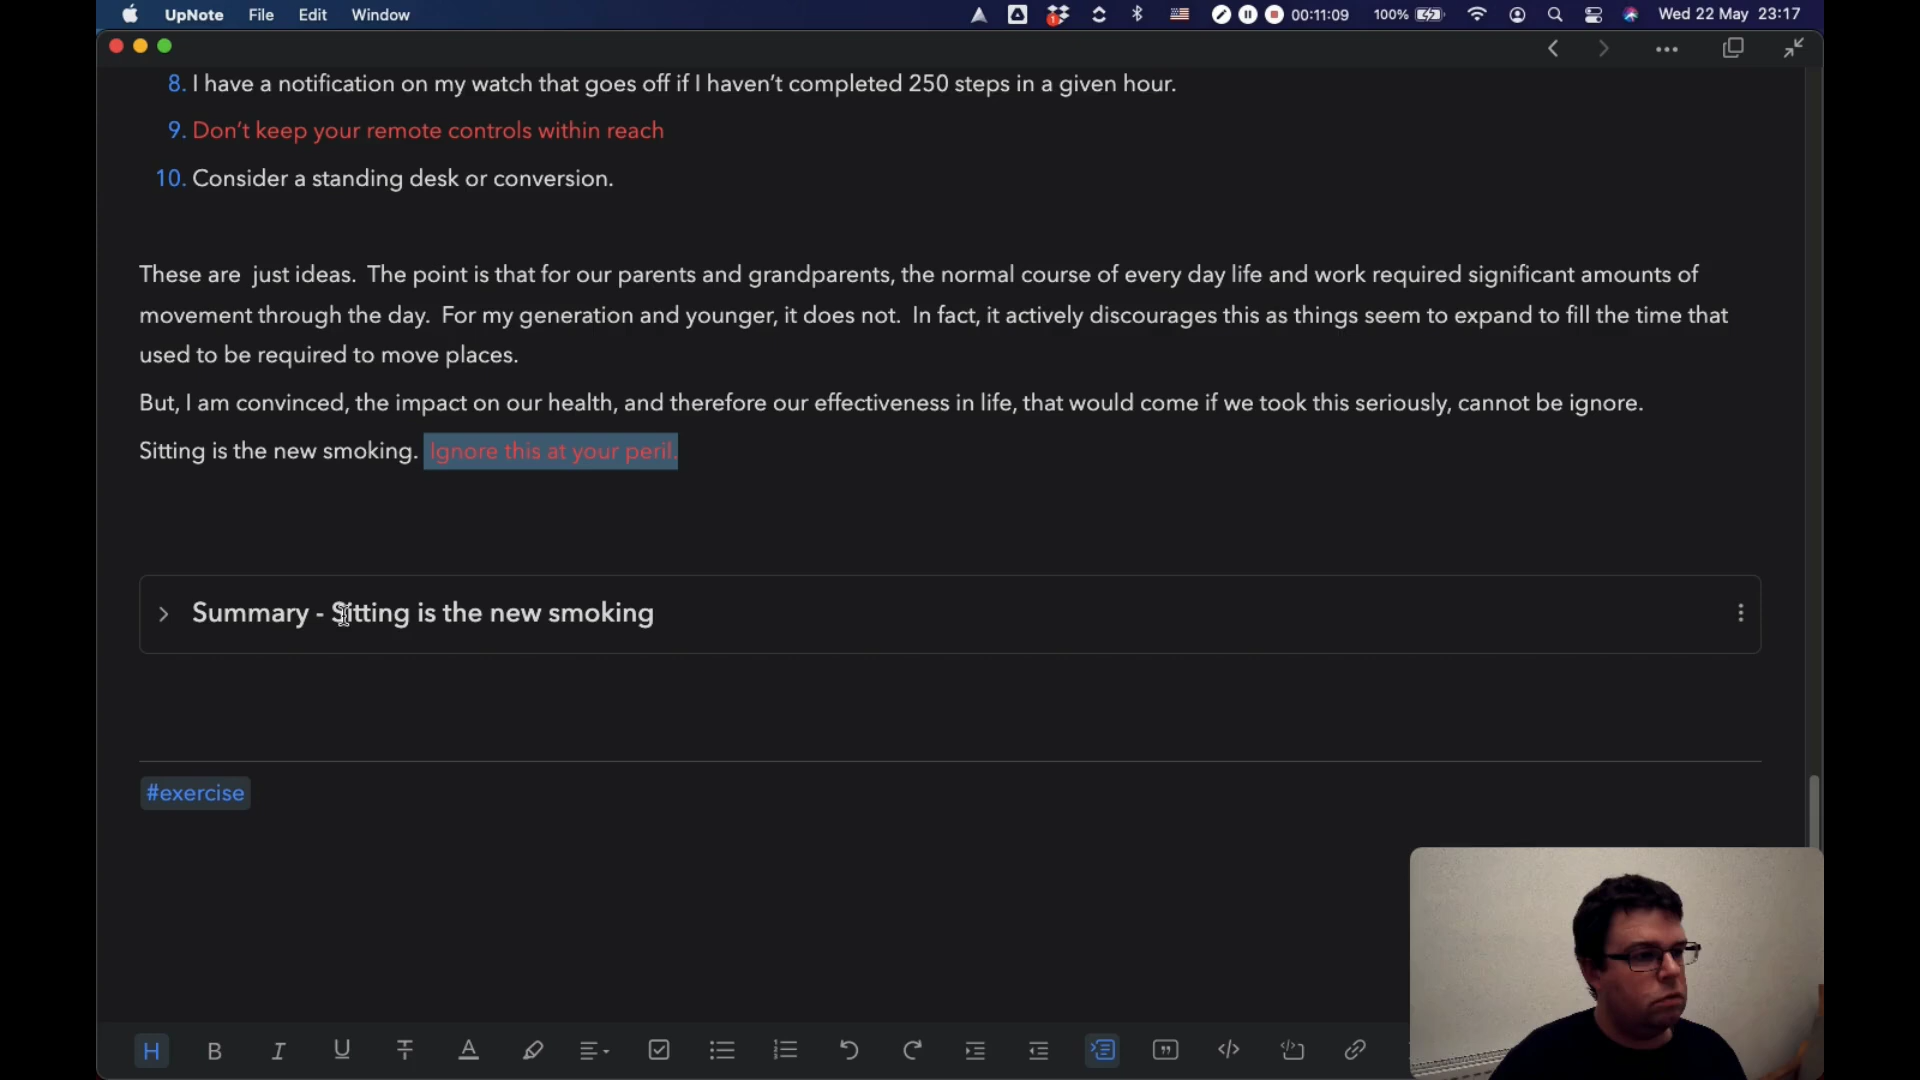 UpNote File Edit Window 1 00:11:09 100% Wed 22 May 23:17
8. I have a notification on my watch that goes off if I haven't completed 250 steps in a given hour.
9. Don't keep your remote controls within reach
10. Consider a standing desk or conversion.
These are  just ideas.  The point is that for our parents and grandparents, the normal course of every day life and work required significant amounts of
movement through the day.  For my generation and younger, it does not.  In fact, it actively discourages this as things seem to expand to fill the time that
used to be required to move places.
But, I am convinced, the impact on our health, and therefore our effectiveness in life, that would come if we took this seriously, cannot be ignore.
Sitting is the new smoking.  Ignore this at your peril.
Summary - Sitting is the new smoking
#exercise
H B I U T A